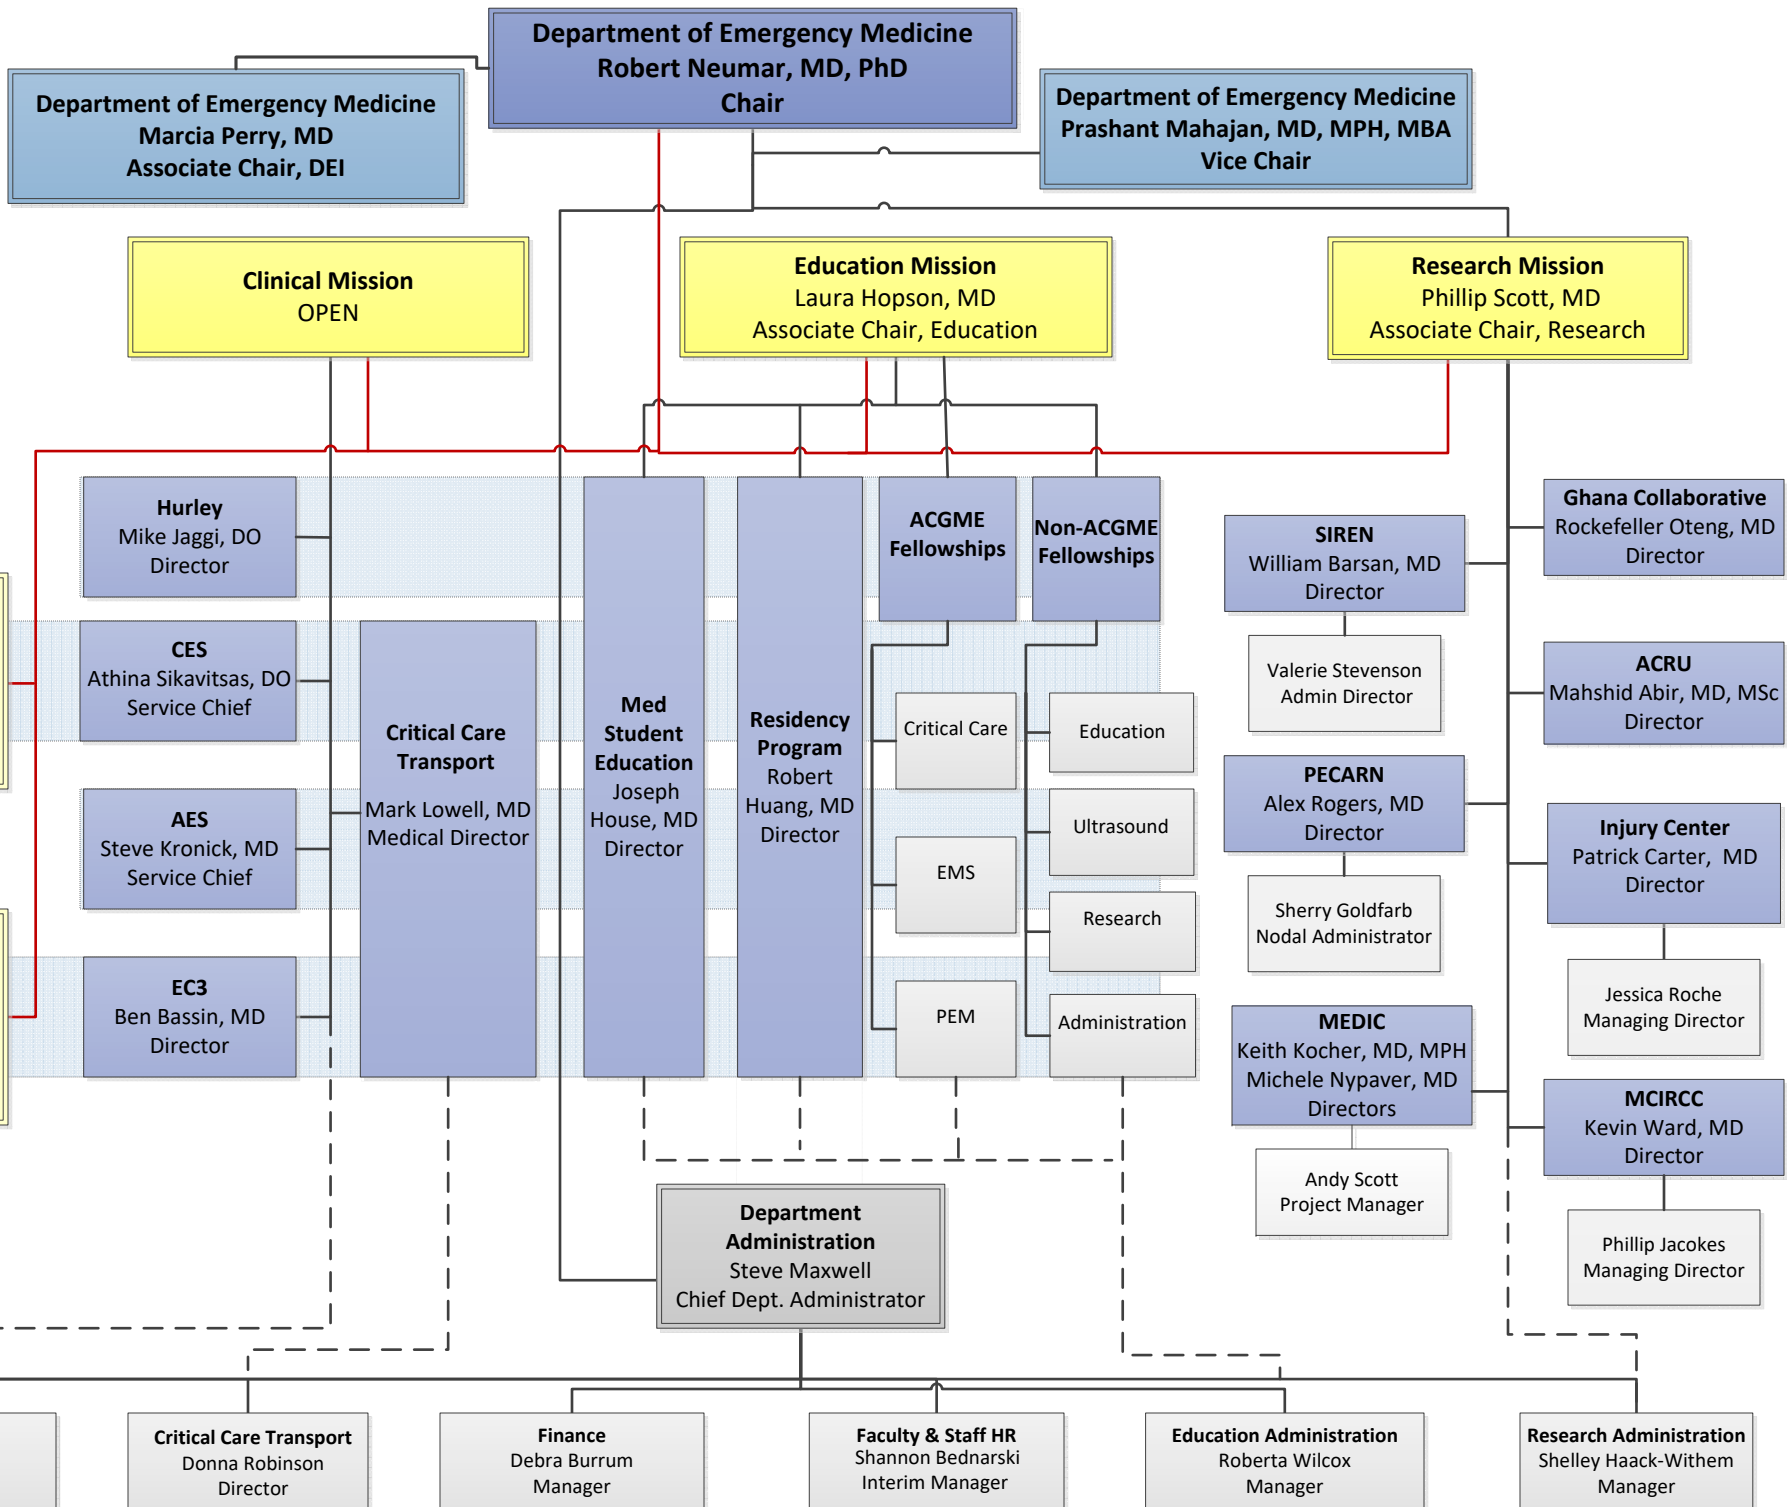 Department of Emergency Medicine
Robert Neumar, MD, PhD
Chair
Department of Emergency Medicine
Marcia Perry, MD
Associate Chair, DEI
Department of Emergency Medicine
Prashant Mahajan, MD, MPH, MBA
Vice Chair
Clinical Mission
OPEN
Education Mission
Laura Hopson, MD
Associate Chair, Education
Research Mission
Phillip Scott, MD
Associate Chair, Research
Hurley
Mike Jaggi, DO
Director
CES
Athina Sikavitsas, DO
Service Chief
AES
Steve Kronick, MD
Service Chief
EC3
Ben Bassin, MD
Director
Critical Care
Transport
Mark Lowell, MD
Medical Director
Med
Student
Education
Joseph
House, MD
Director
Residency
Program
Robert
Huang, MD
Director
ACGME
Fellowships
Critical Care
EMS
PEM
Non-ACGME
Fellowships
Education
Ultrasound
Research
Administration
SIREN
William Barsan, MD
Director
Valerie Stevenson
Admin Director
PECARN
Alex Rogers, MD
Director
Sherry Goldfarb
Nodal Administrator
MEDIC
Keith Kocher, MD, MPH
Michele Nypaver, MD
Directors
Andy Scott
Project Manager
Ghana Collaborative
Rockefeller Oteng, MD
Director
ACRU
Mahshid Abir, MD, MSc
Director
Injury Center
Patrick Carter, MD
Director
Jessica Roche
Managing Director
MCIRCC
Kevin Ward, MD
Director
Phillip Jacokes
Managing Director
Department
Administration
Steve Maxwell
Chief Dept. Administrator
Critical Care Transport
Donna Robinson
Director
Finance
Debra Burrum
Manager
Faculty & Staff HR
Shannon Bednarski
Interim Manager
Education Administration
Roberta Wilcox
Manager
Research Administration
Shelley Haack-Withem
Manager